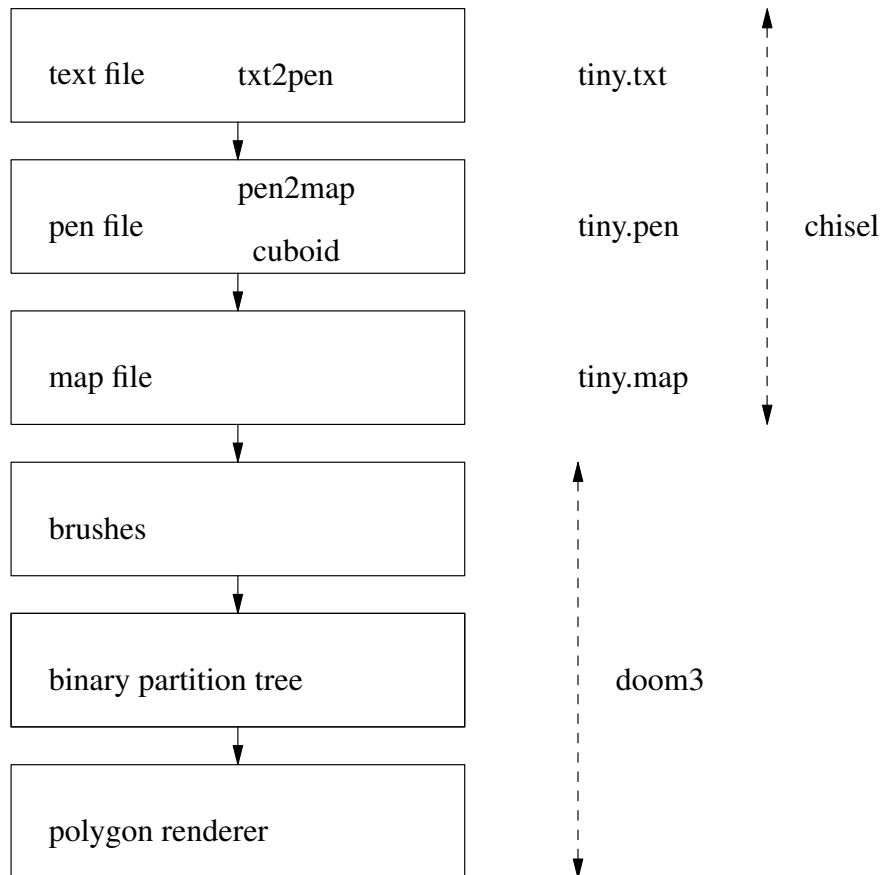 text file txt2pen tiny.txt
pen2map
pen file tiny.pen chisel
cuboid
map file tiny.map
brushes
binary partition tree doom3
polygon renderer